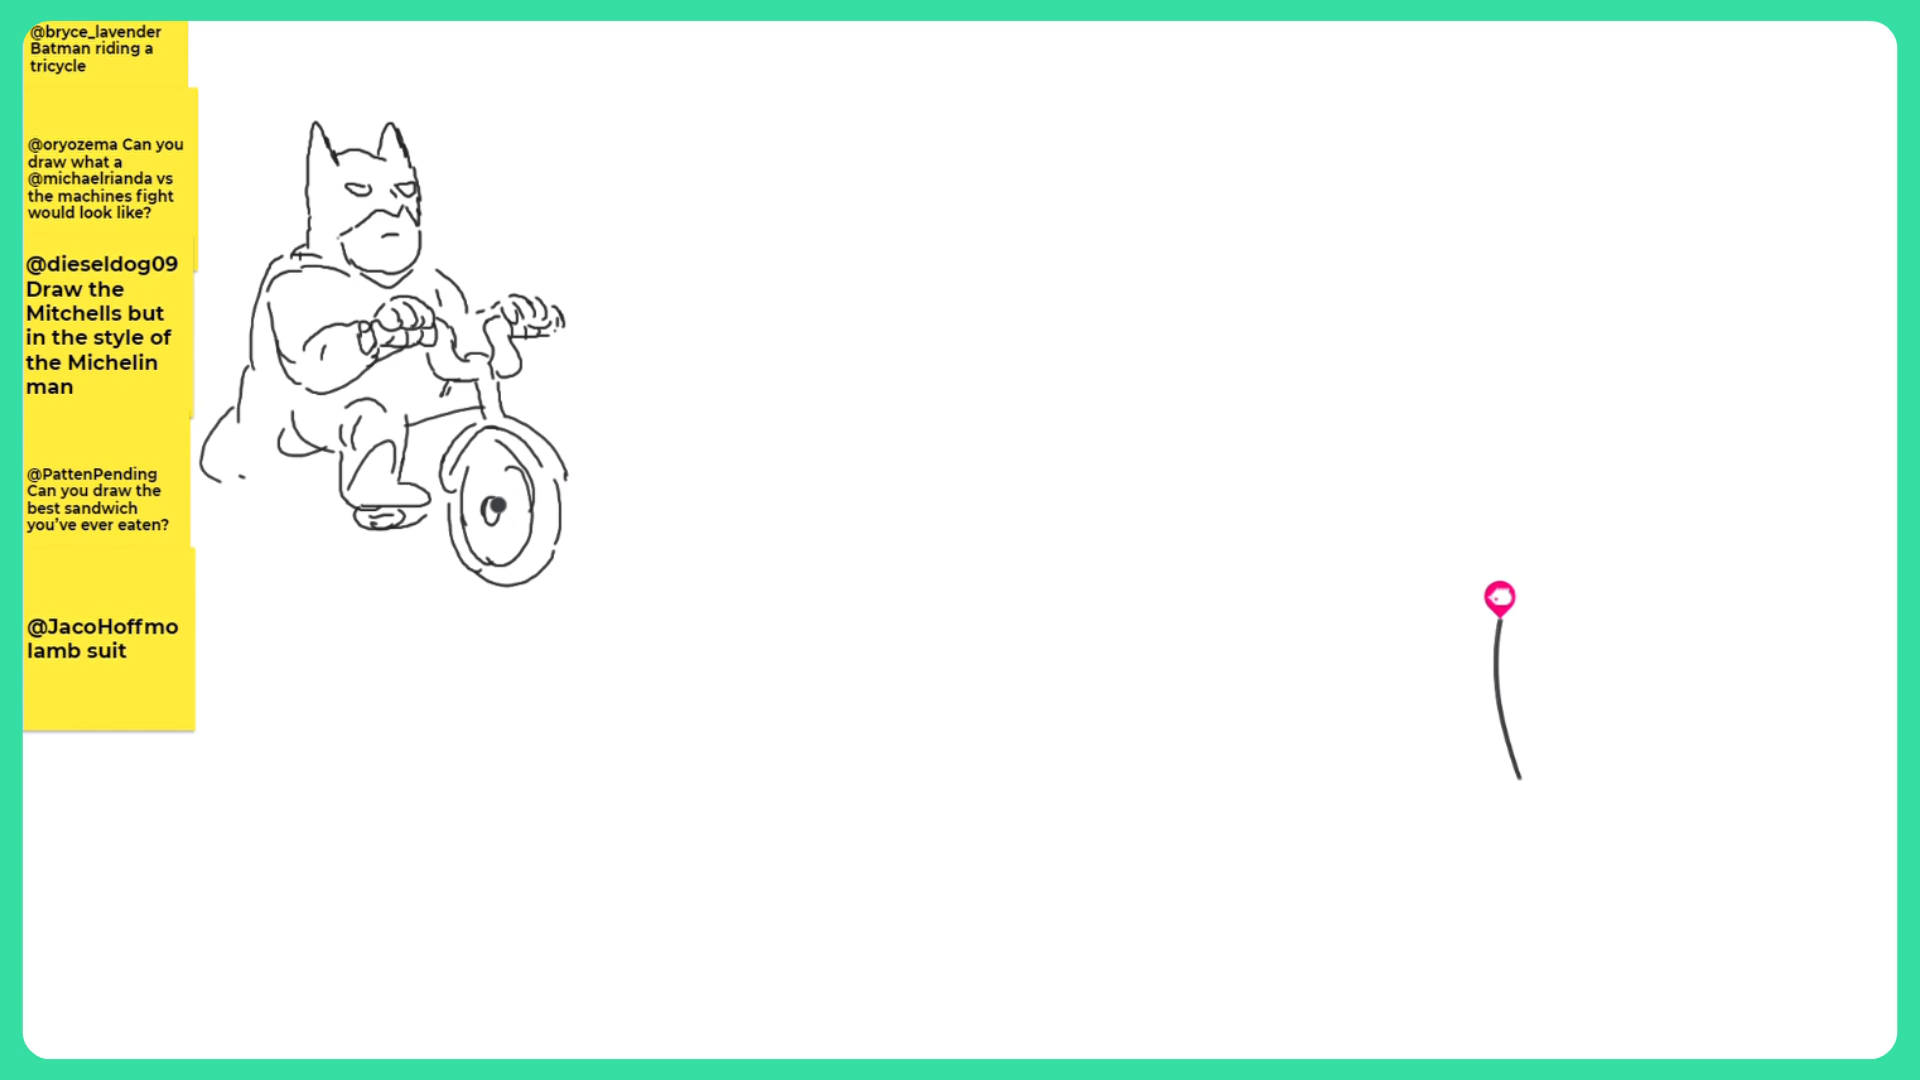 @bryce_lavender
Batman riding a
tricycle
@oryozema Can you
draw what a
@michaelrianda vs
the machines fight
would look like?
@dieseldog09
Draw the
Mitchells but
in the style of
the Michelin
man
@PattenPending
Can you draw the
best sandwich
you’ve ever eaten?
@JacoHoffmo
lamb suit